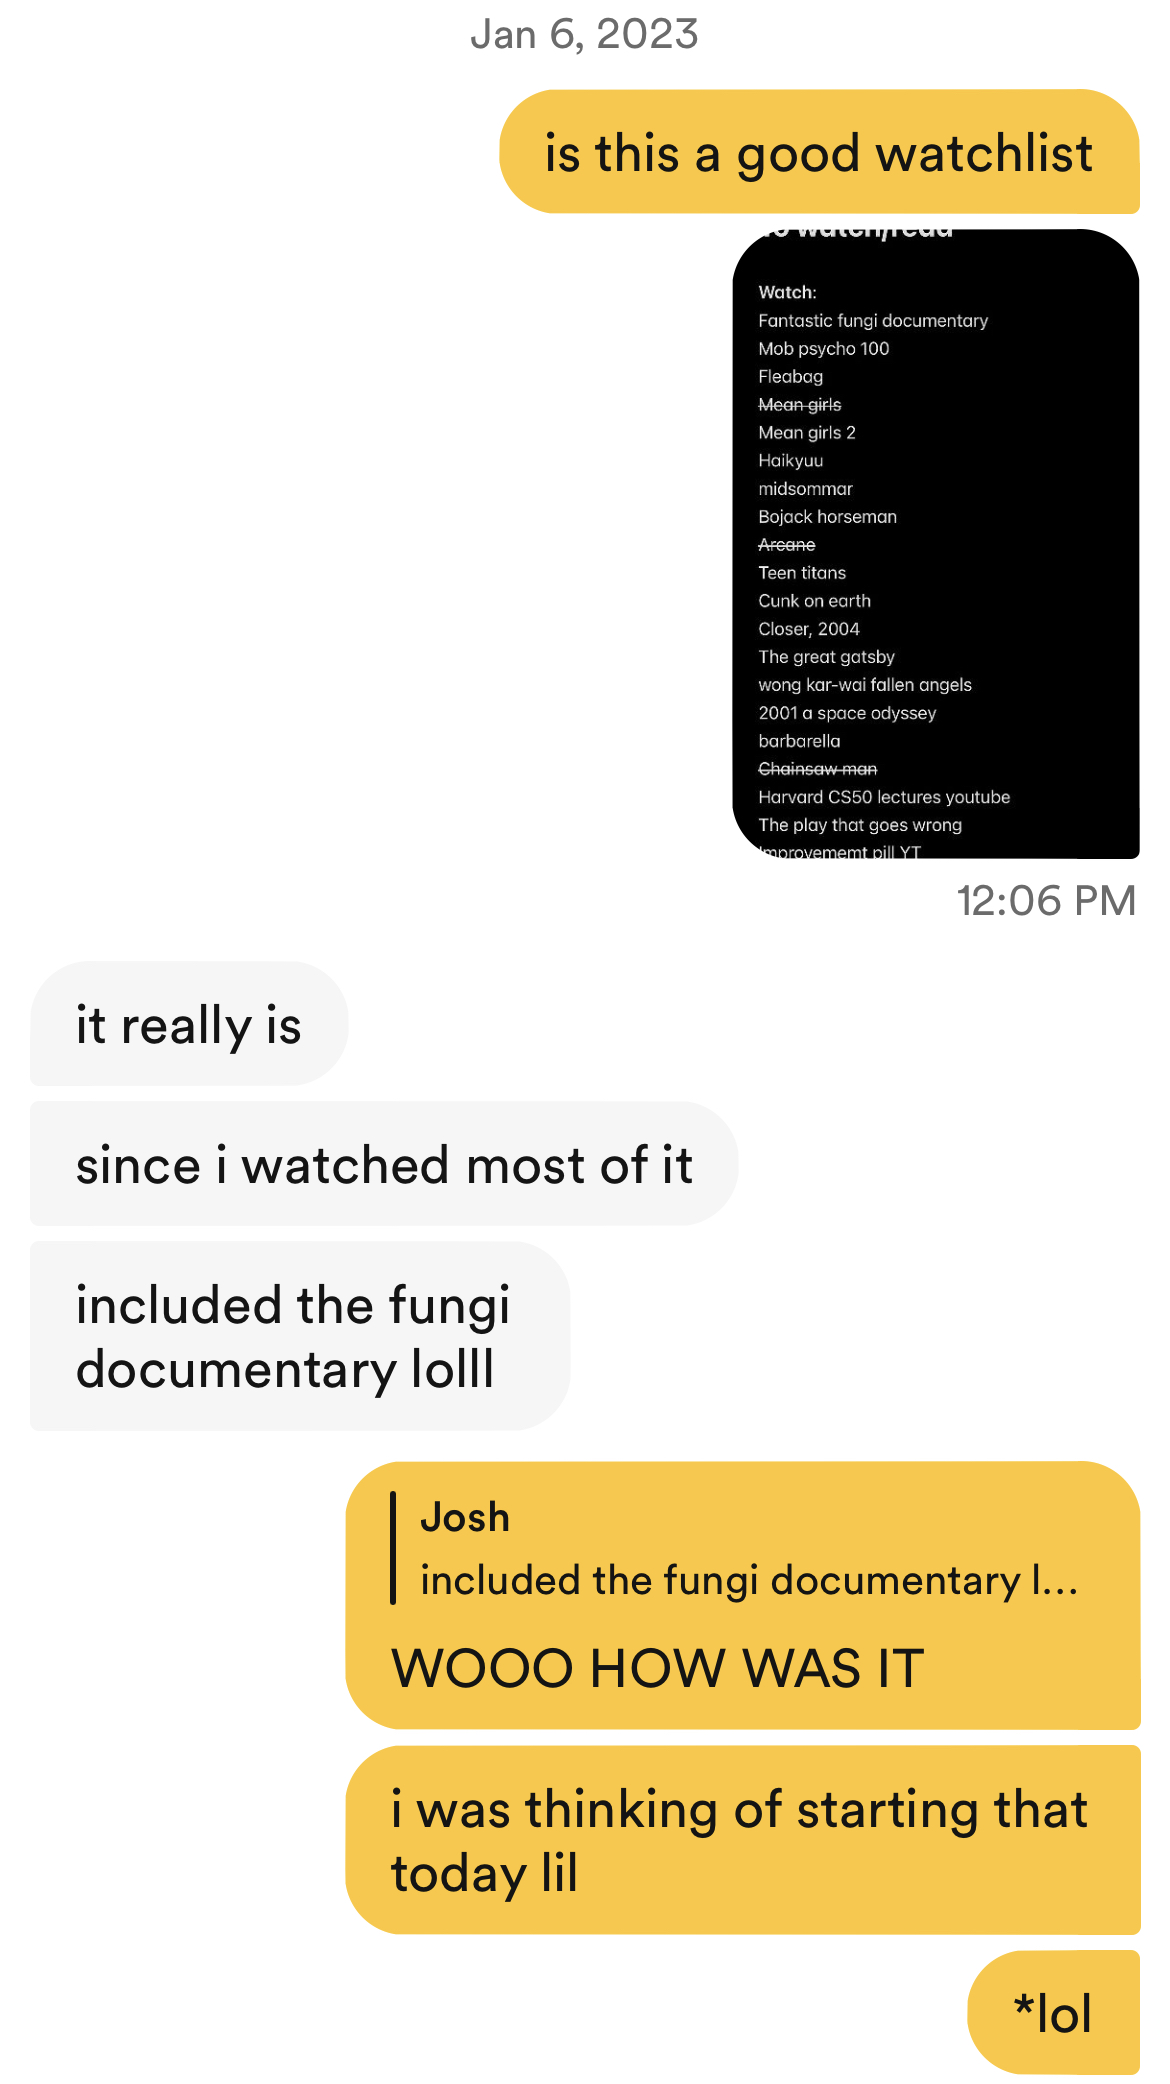 Jan 6, 2023
is this a good watchlist
To watch/read
Watch:
Fantastic fungi documentary
Mob psycho 100
Fleabag
Mean girls
Mean girls 2
Haikyuu
midsommar
Bojack horseman
Arcane
Teen titans
Cunk on earth
Closer, 2004
The great gatsby
wong kar-wai fallen angels
2001 a space odyssey
barbarella
Chainsaw man
Harvard CS50 lectures youtube
The play that goes wrong
Improvememt pill YT
12:06 PM
it really is
since i watched most of it
included the fungi
documentary lolll
Josh
included the fungi documentary l...
WOOO HOW WAS IT
i was thinking of starting that
today lil
*lol